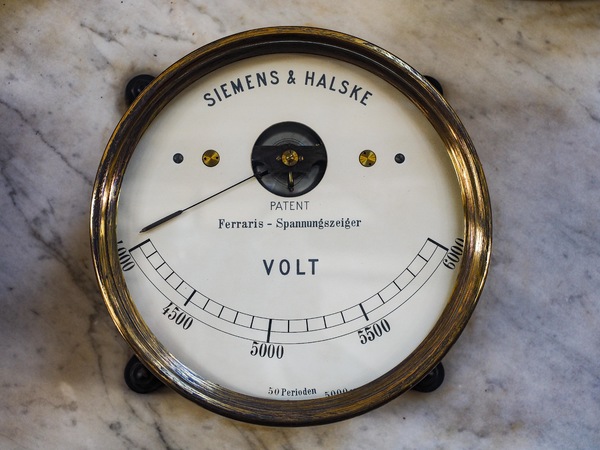 SIEMENS & HALSKE
PATENT
Ferraris - Spannungszeiger
VOLT
4000
4500
5000
5500
6000
50 Perioden